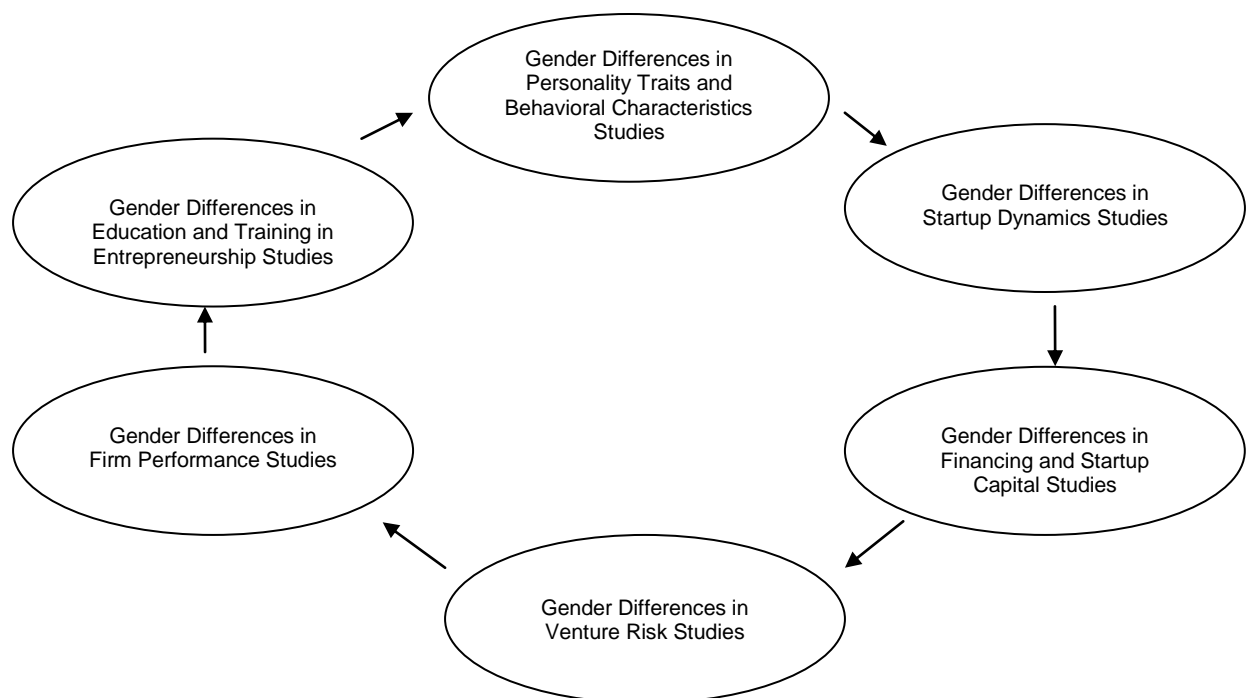 Gender Differences in
Personality Traits and
Behavioral Characteristics
Studies
Gender Differences in
Startup Dynamics Studies
Gender Differences in
Financing and Startup
Capital Studies
Gender Differences in
Venture Risk Studies
Gender Differences in
Firm Performance Studies
Gender Differences in
Education and Training in
Entrepreneurship Studies